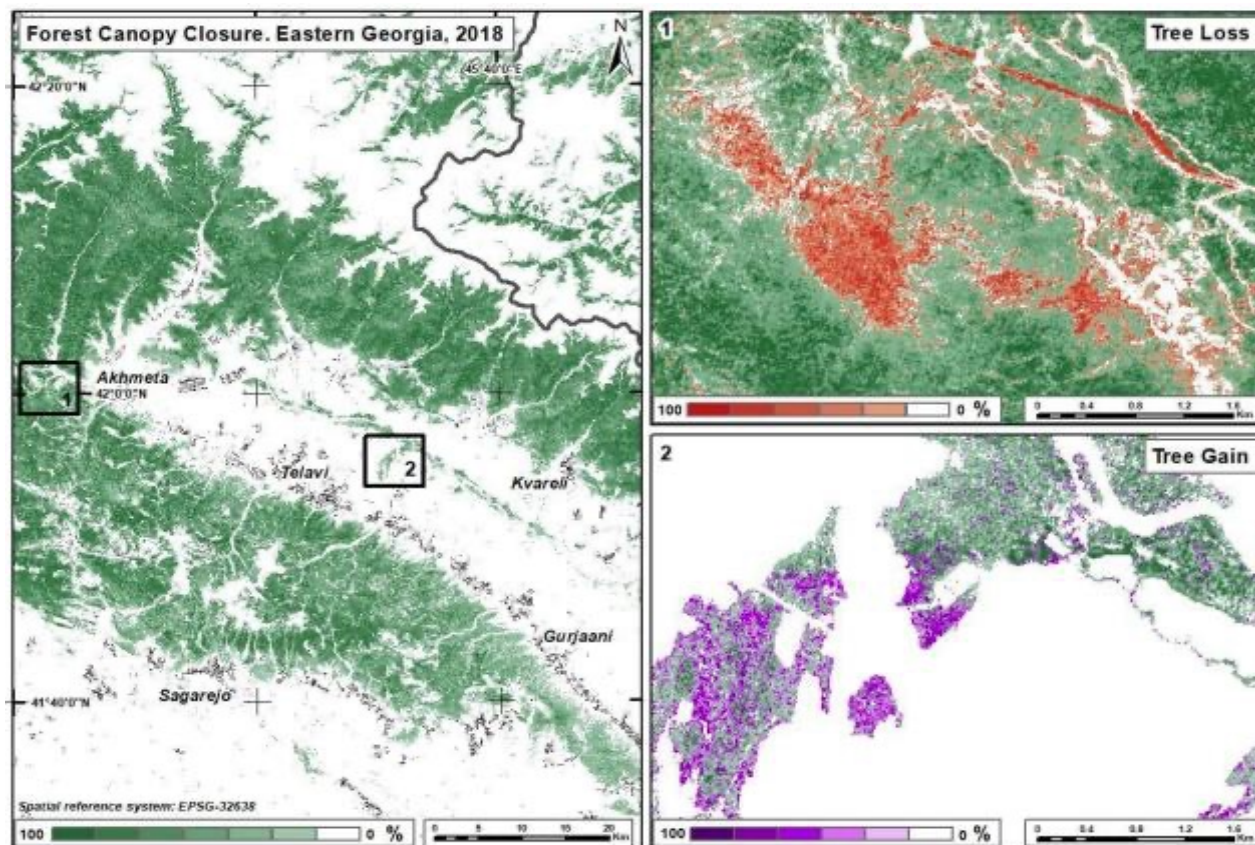 Forest Canopy Closure. Eastern Georgia, 2018
N
45°40'0"E
42°20'0"N
Akhmeta
42°0'0"N
1
2
Telavi
Kvareli
Gurjaani
Sagarejo
41°40'0"N
Spatial reference system: EPSG-32638
100 0 %
0 5 10 15 20
Km
1
Tree Loss
100 0 %
0 0.4 0.8 1.2 1.6
Km
2
Tree Gain
100 0 %
0 0.4 0.8 1.2 1.6
Km